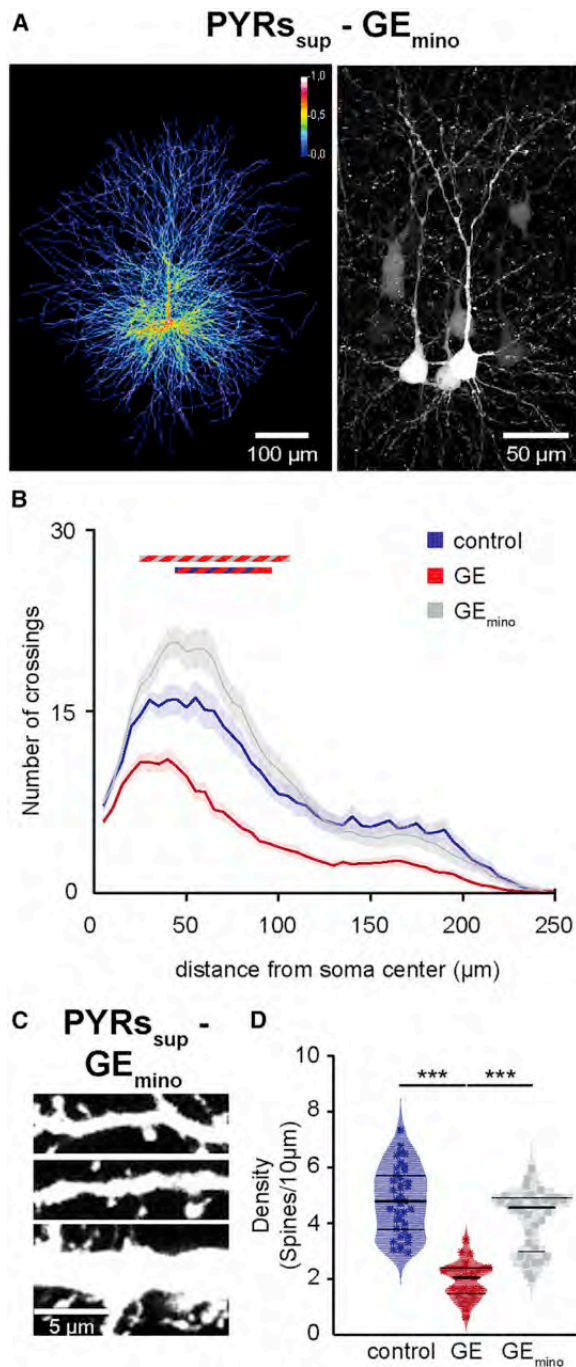 A
PYRs_sup - GE_mino
1,0
0,5
0,0
100 µm
50 µm
B
30
15
0
Number of crossings
control
GE
GE_mino
0 50 100 150 200 250
distance from soma center (µm)
C
PYRs_sup -
GE_mino
5 µm
D
*** ***
10
8
6
4
2
0
Density
(Spines/10µm)
control GE GE_mino